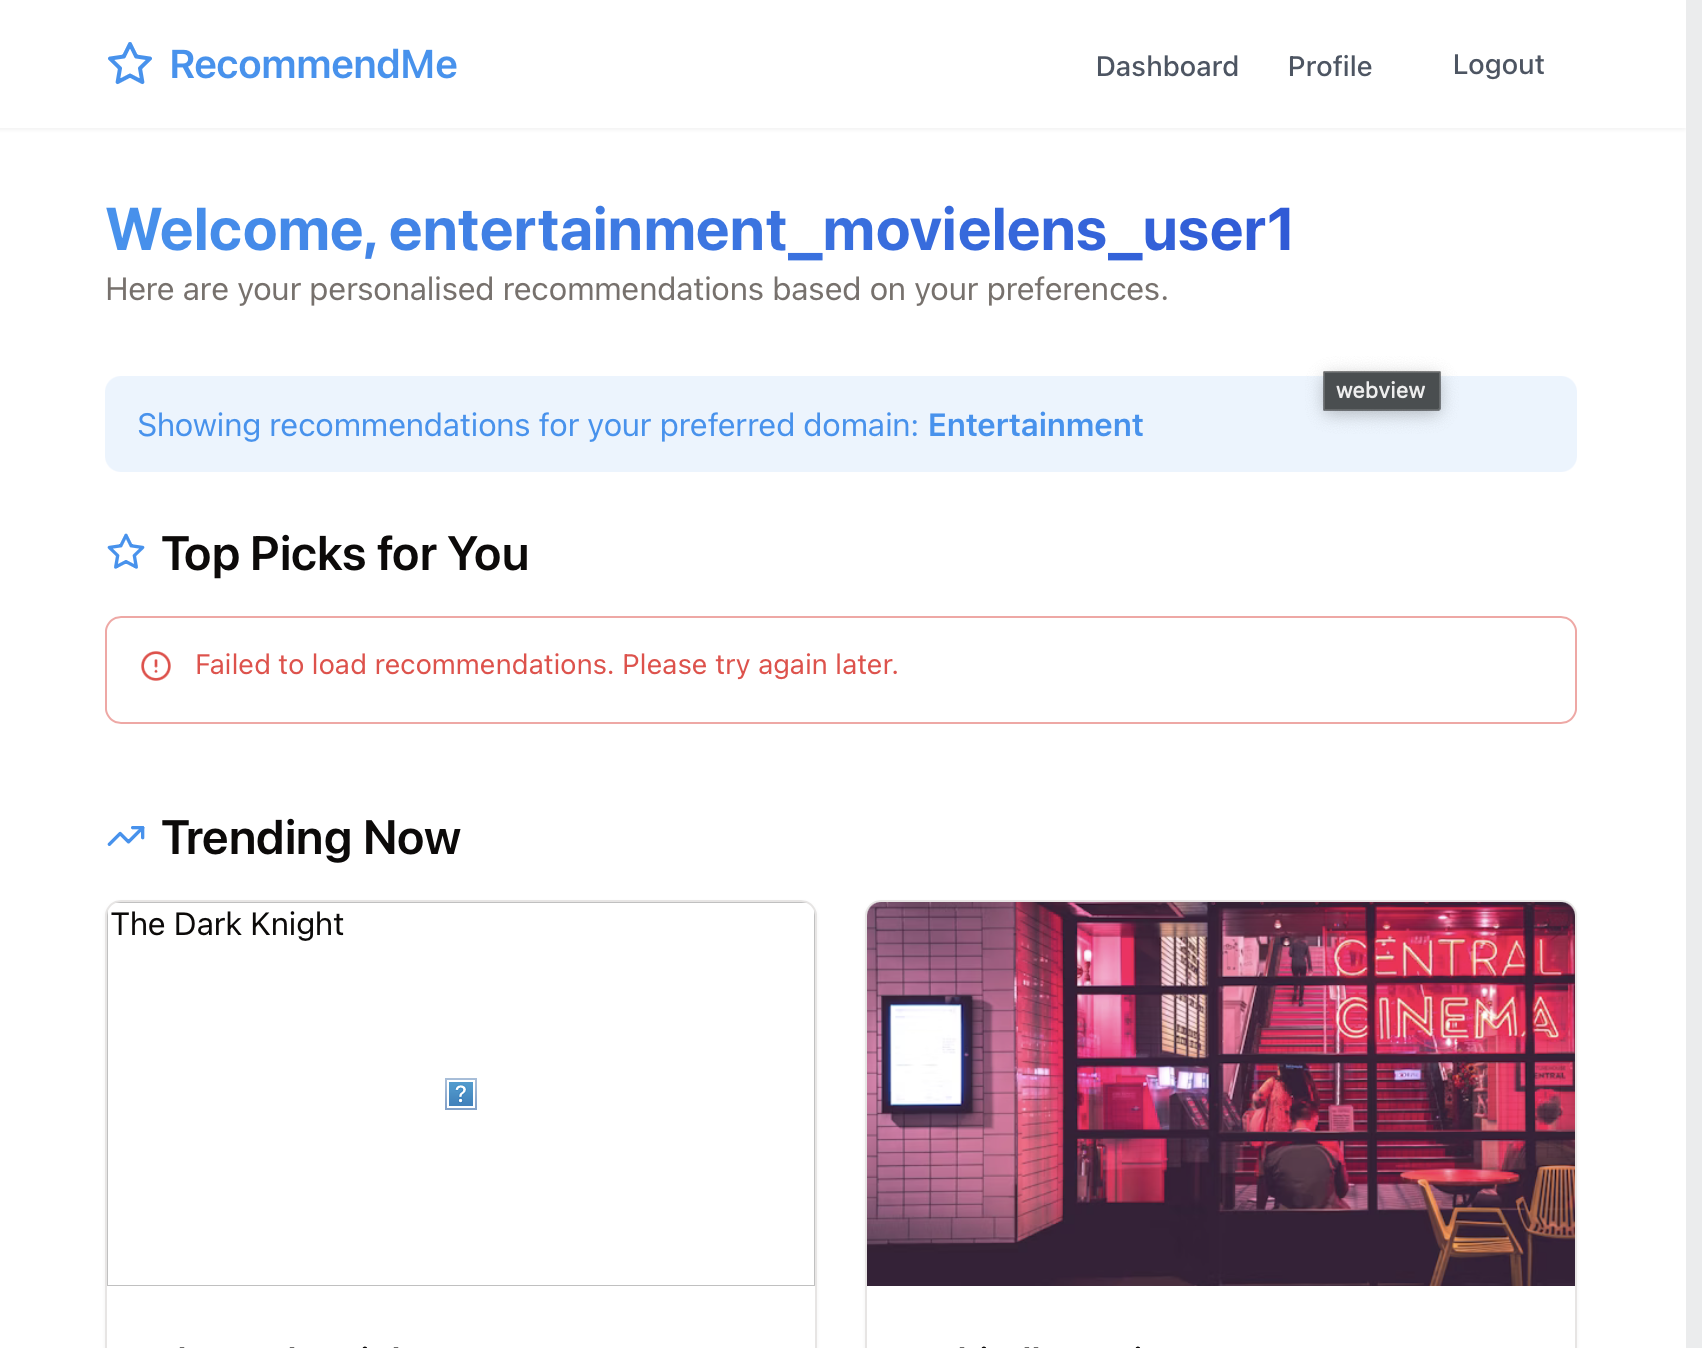 RecommendMe
Dashboard Profile Logout
Welcome, entertainment_movielens_user1
Here are your personalised recommendations based on your preferences.
webview
Showing recommendations for your preferred domain: Entertainment
Top Picks for You
Failed to load recommendations. Please try again later.
Trending Now
The Dark Knight
?
CENTRAL
CINEMA